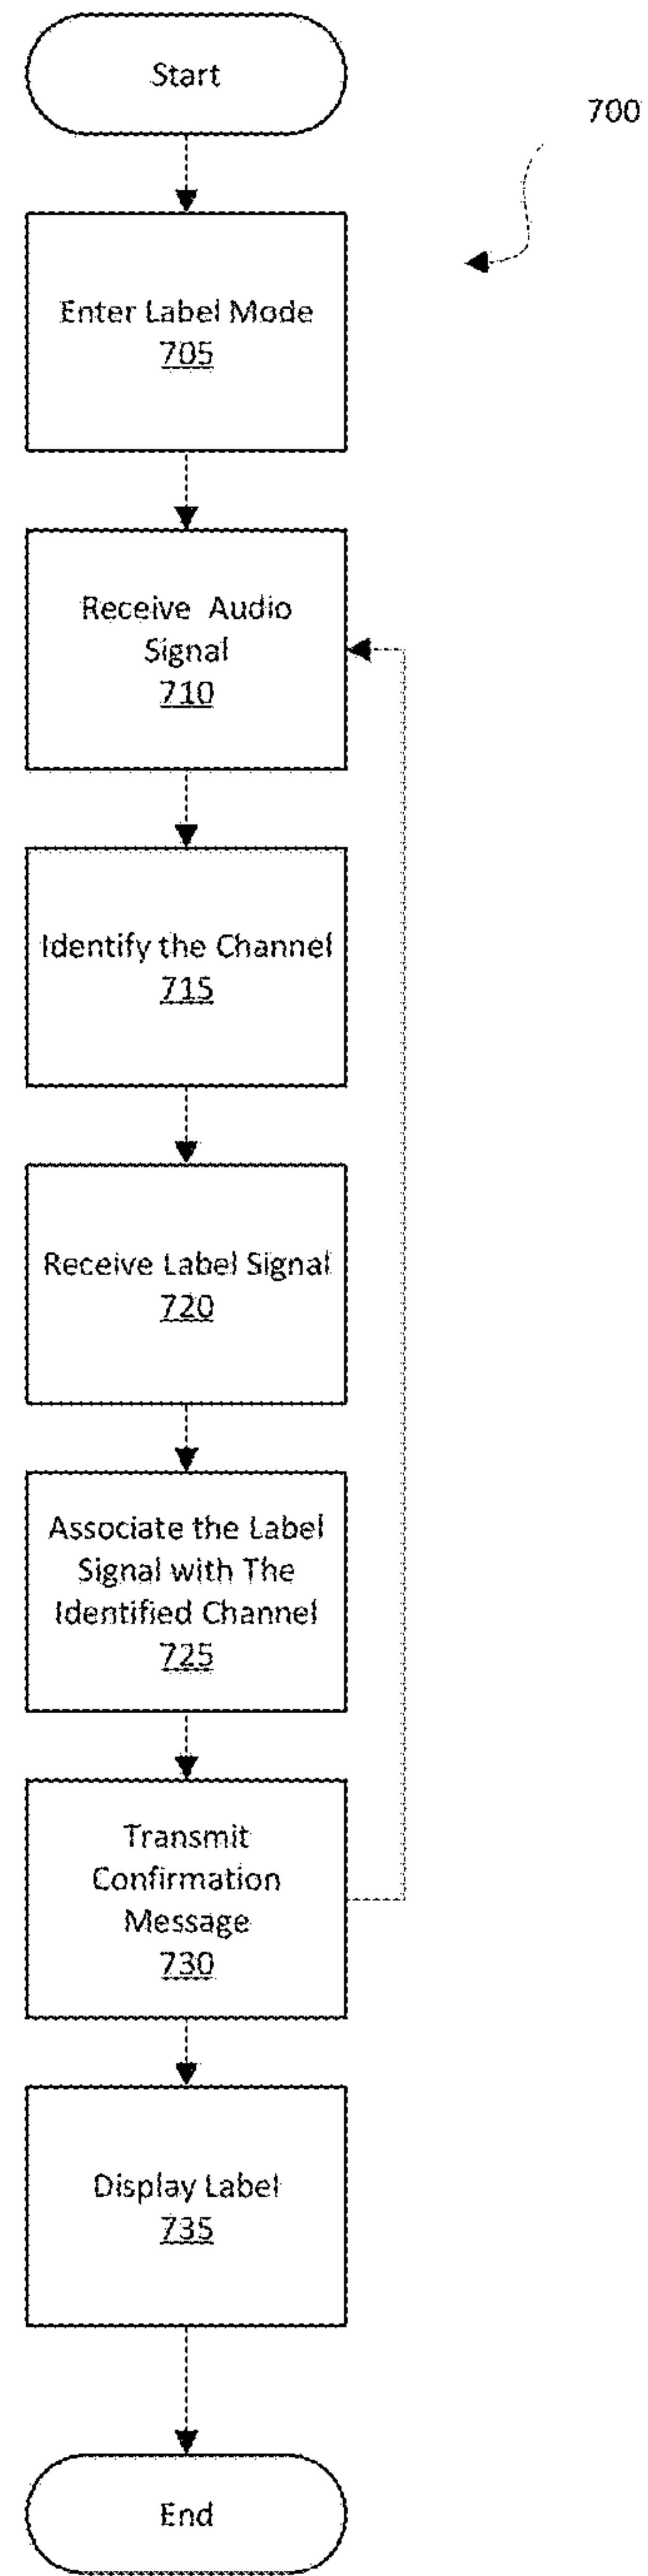 Start
700
Enter Label Mode
705
Receive Audio
Signal
710
Identify the Channel
715
Receive Label Signal
720
Associate the Label
Signal with The
Identified Channel
725
Transmit
Confirmation
Message
730
Display Label
735
End